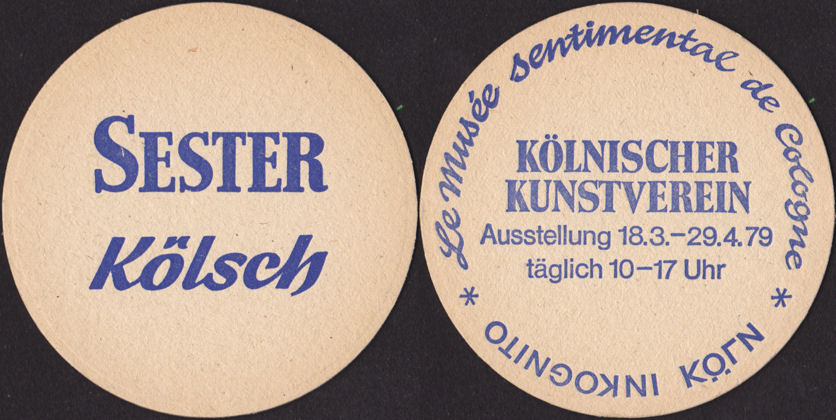 SESTER
Kölsch
Le Musée sentimental de Cologne
KÖLNISCHER
KUNSTVEREIN
Ausstellung 18.3.–29.4.79
täglich 10–17 Uhr
* KÖLN INKOGNITO *